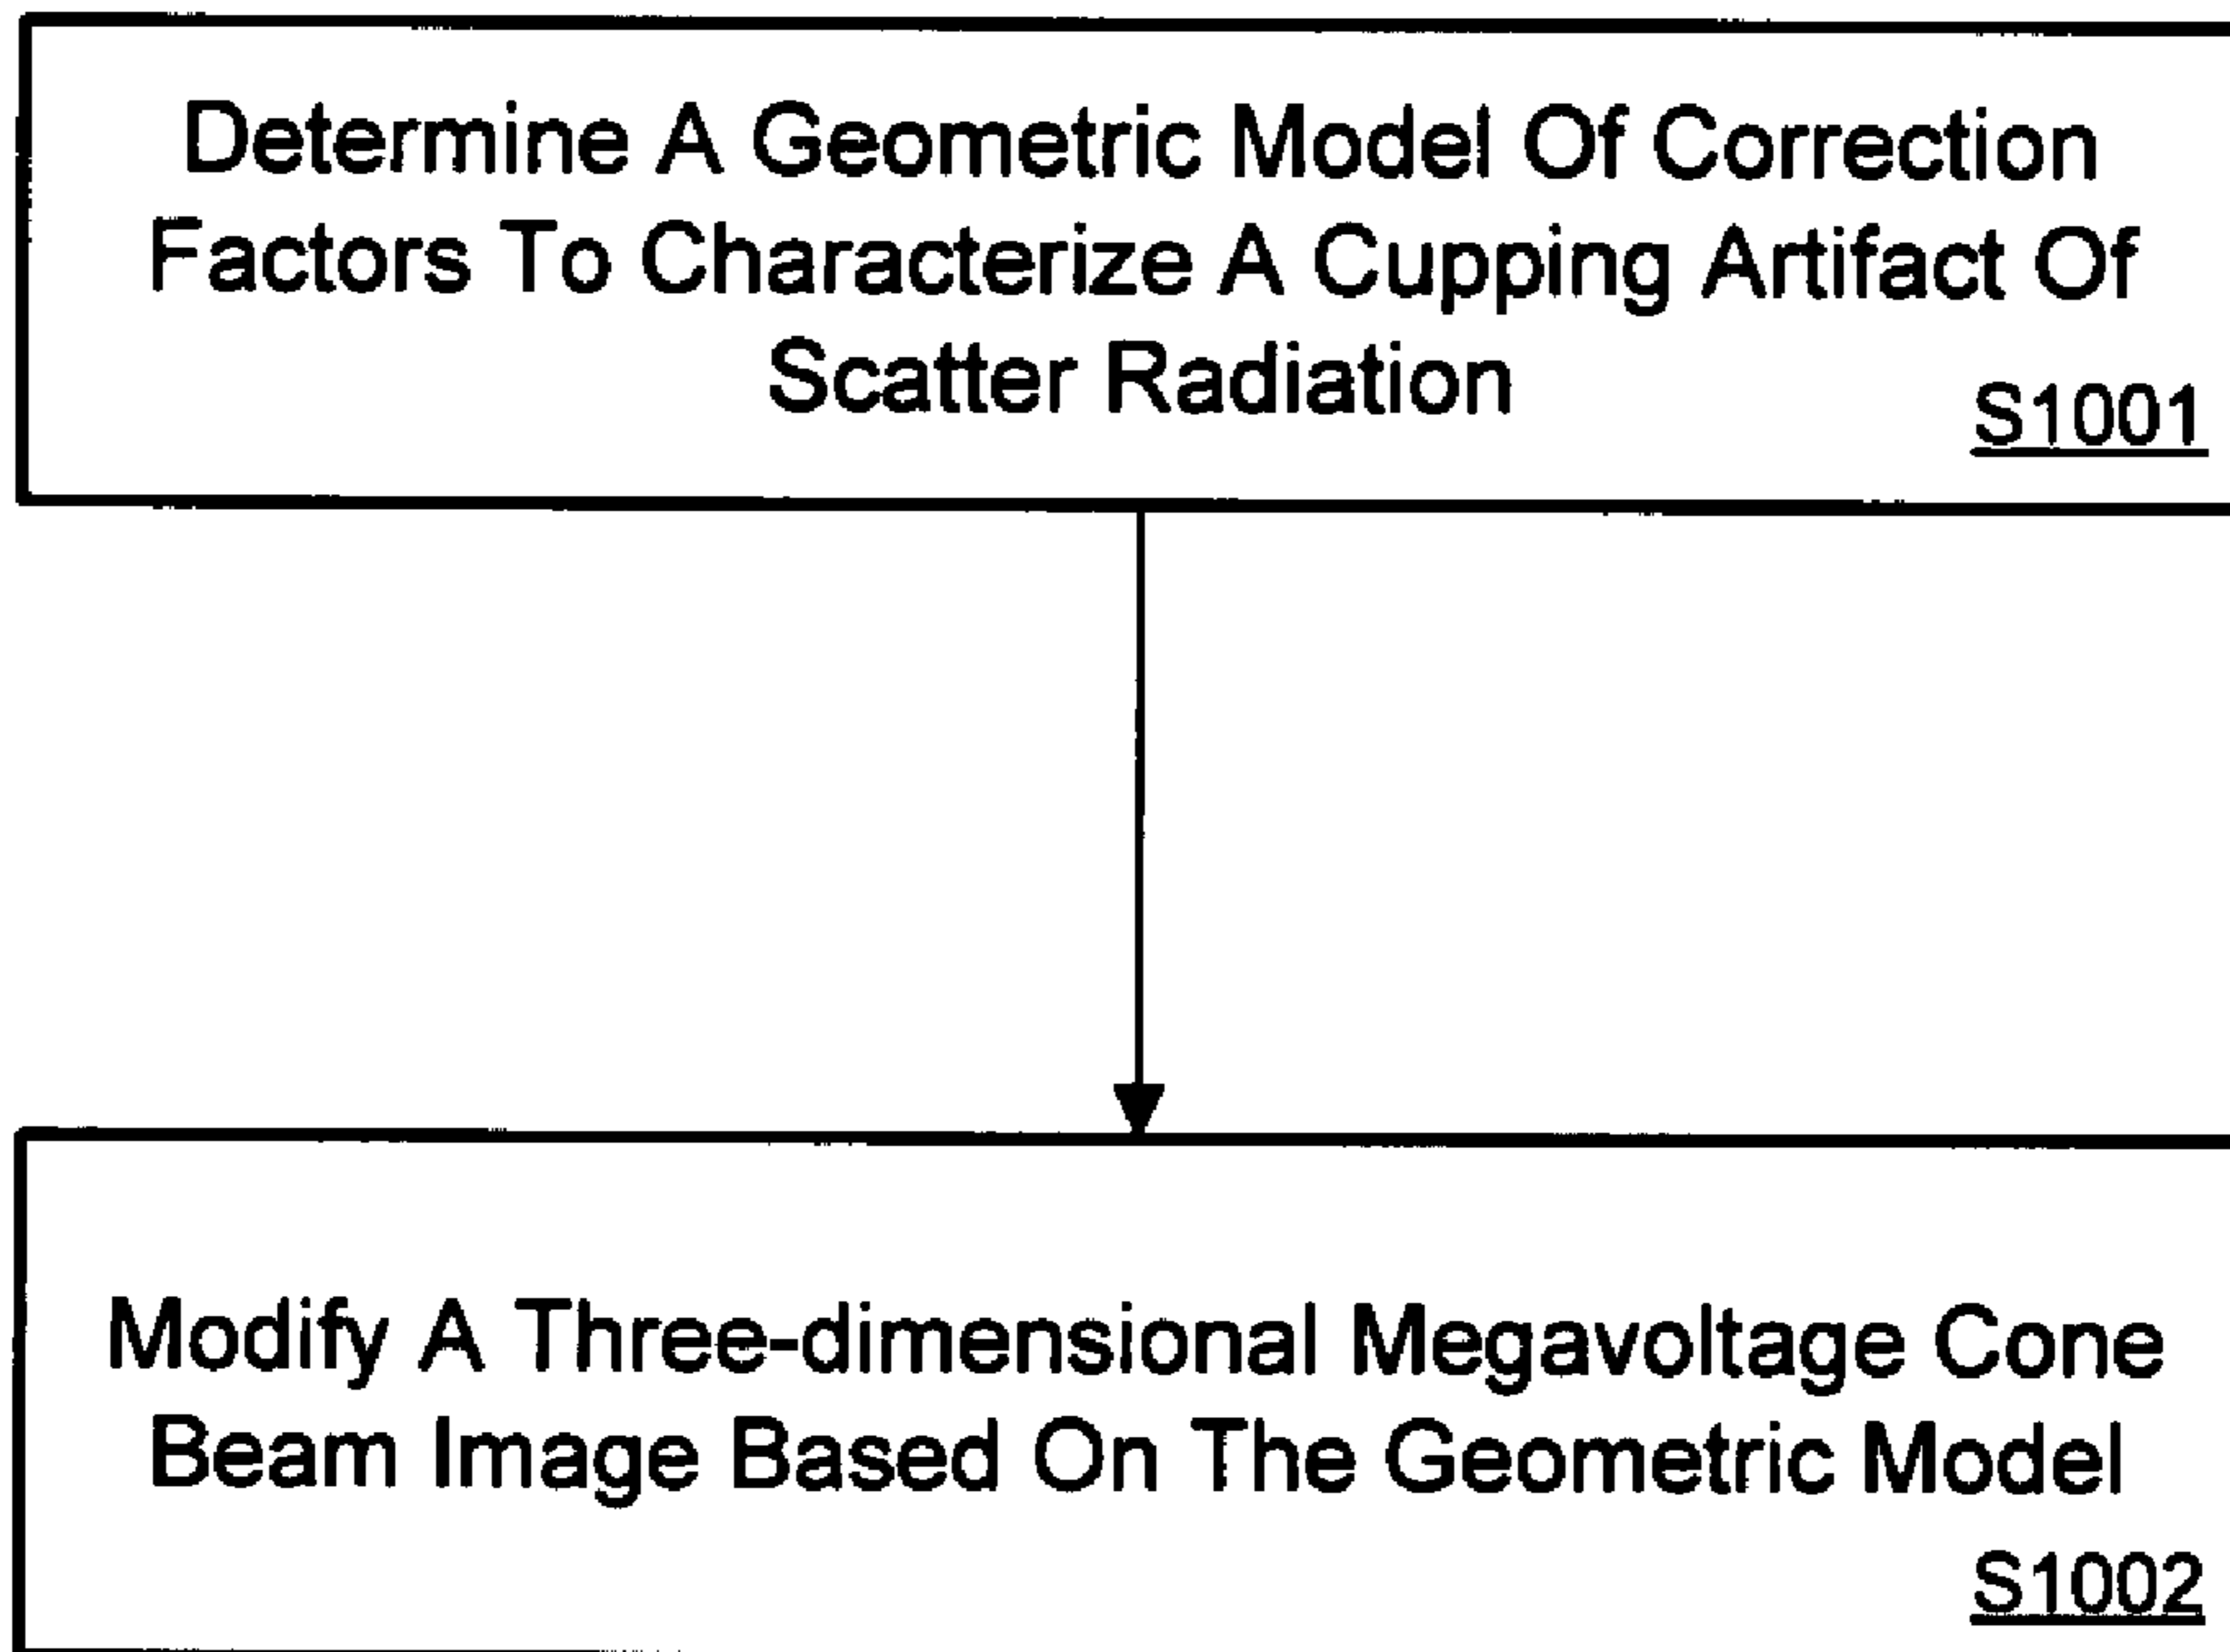 Determine A Geometric Model Of Correction
Factors To Characterize A Cupping Artifact Of
Scatter Radiation
S1001
Modify A Three-dimensional Megavoltage Cone
Beam Image Based On The Geometric Model
S1002